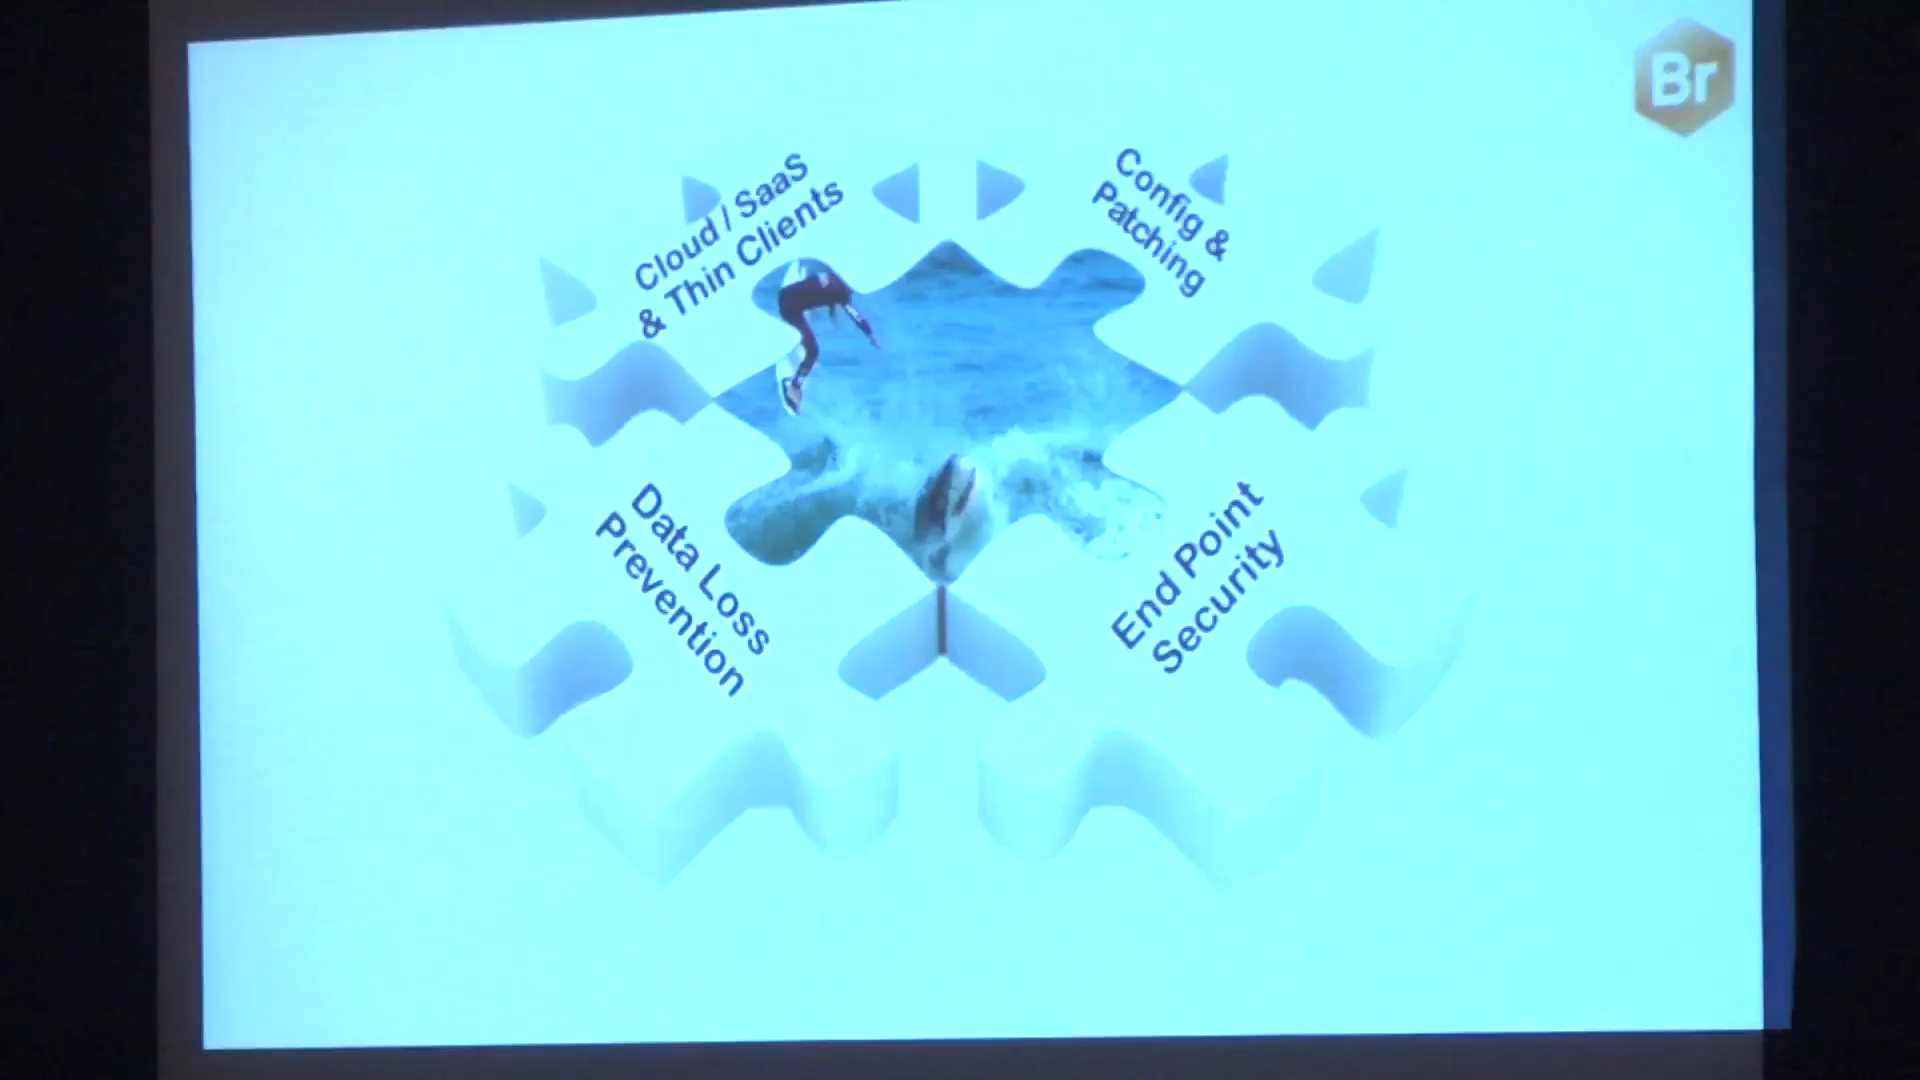 Br
Cloud / SaaS
& Thin Clients
Config &
Patching
Data Loss
Prevention
End Point
Security